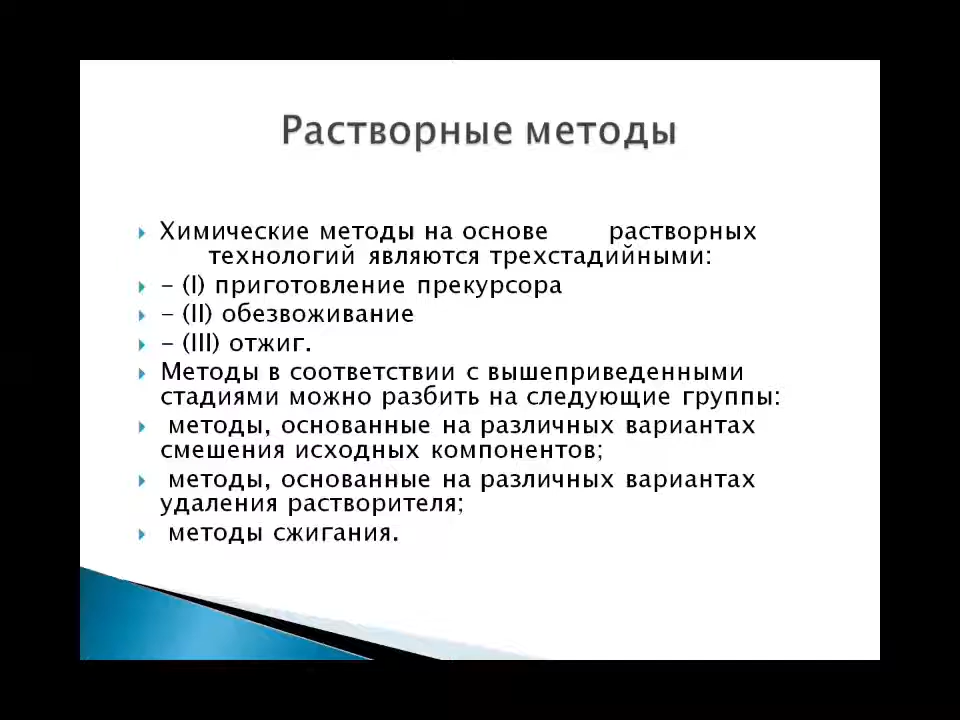 Растворные методы
Химические методы на основе растворных
технологий являются трехстадийными:
– (I) приготовление прекурсора
– (II) обезвоживание
– (III) отжиг.
Методы в соответствии с вышеприведенными
стадиями можно разбить на следующие группы:
методы, основанные на различных вариантах
смешения исходных компонентов;
методы, основанные на различных вариантах
удаления растворителя;
методы сжигания.